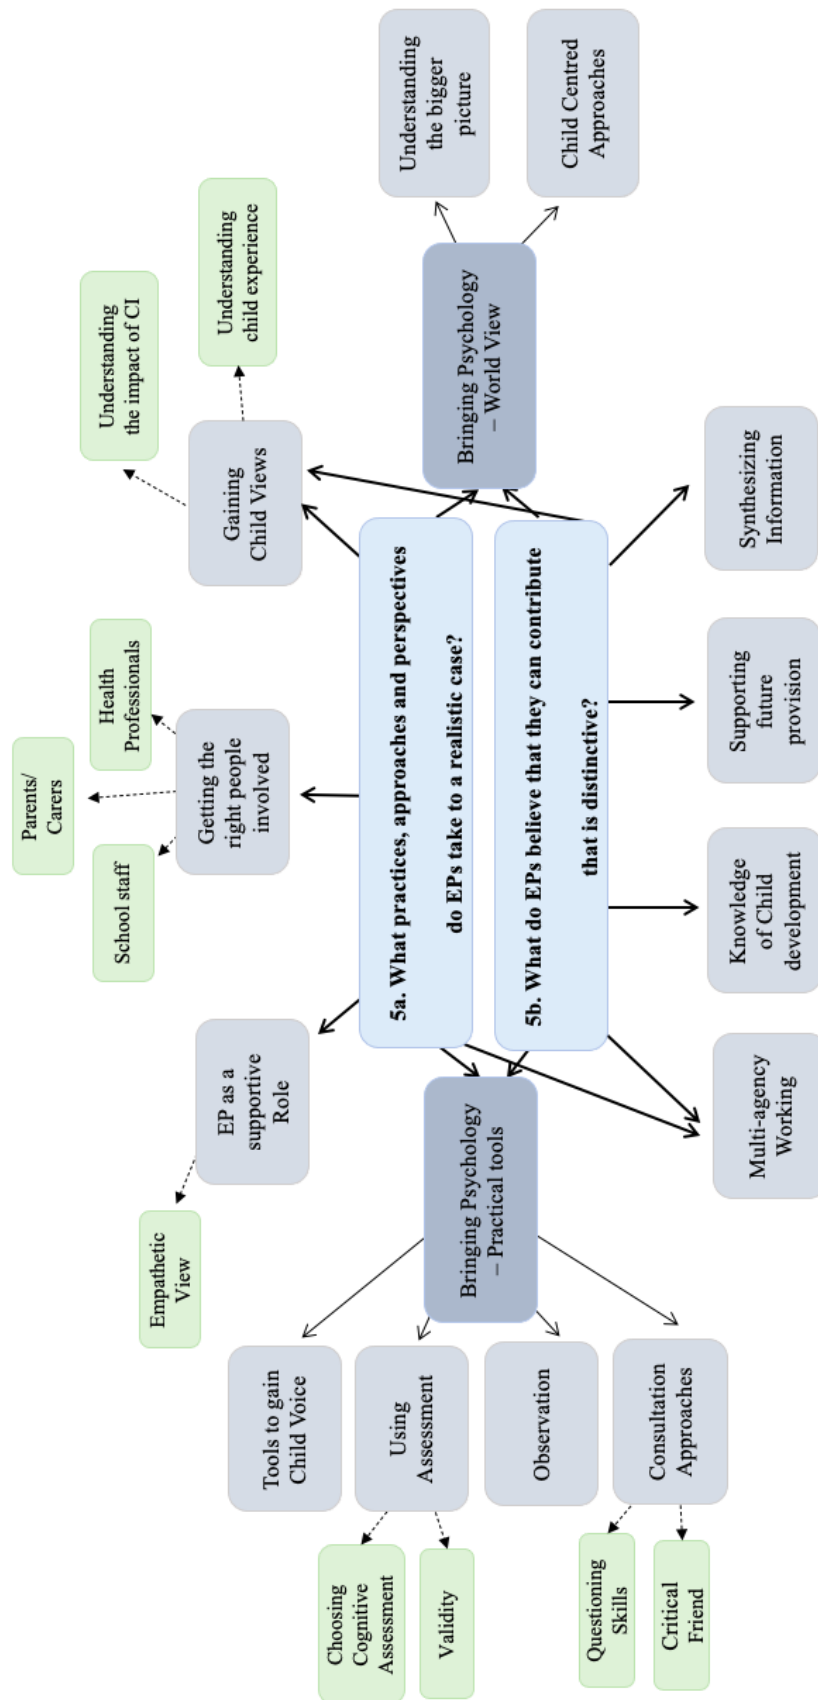 Parents/
Carers
School staff
Health
Professionals
Understanding
the impact of CI
Understanding
child experience
Empathetic
View
EP as a
supportive
Role
Getting the
right people
involved
Gaining
Child Views
Tools to gain
Child Voice
Using
Assessment
Observation
Consultation
Approaches
Choosing
Cognitive
Assessment
Validity
Questioning
Skills
Critical
Friend
Bringing Psychology
– Practical tools
5a. What practices, approaches and perspectives
do EPs take to a realistic case?
5b. What do EPs believe that they can contribute
that is distinctive?
Bringing Psychology
– World View
Understanding
the bigger
picture
Child Centred
Approaches
Multi-agency
Working
Knowledge
of Child
development
Supporting
future
provision
Synthesizing
Information